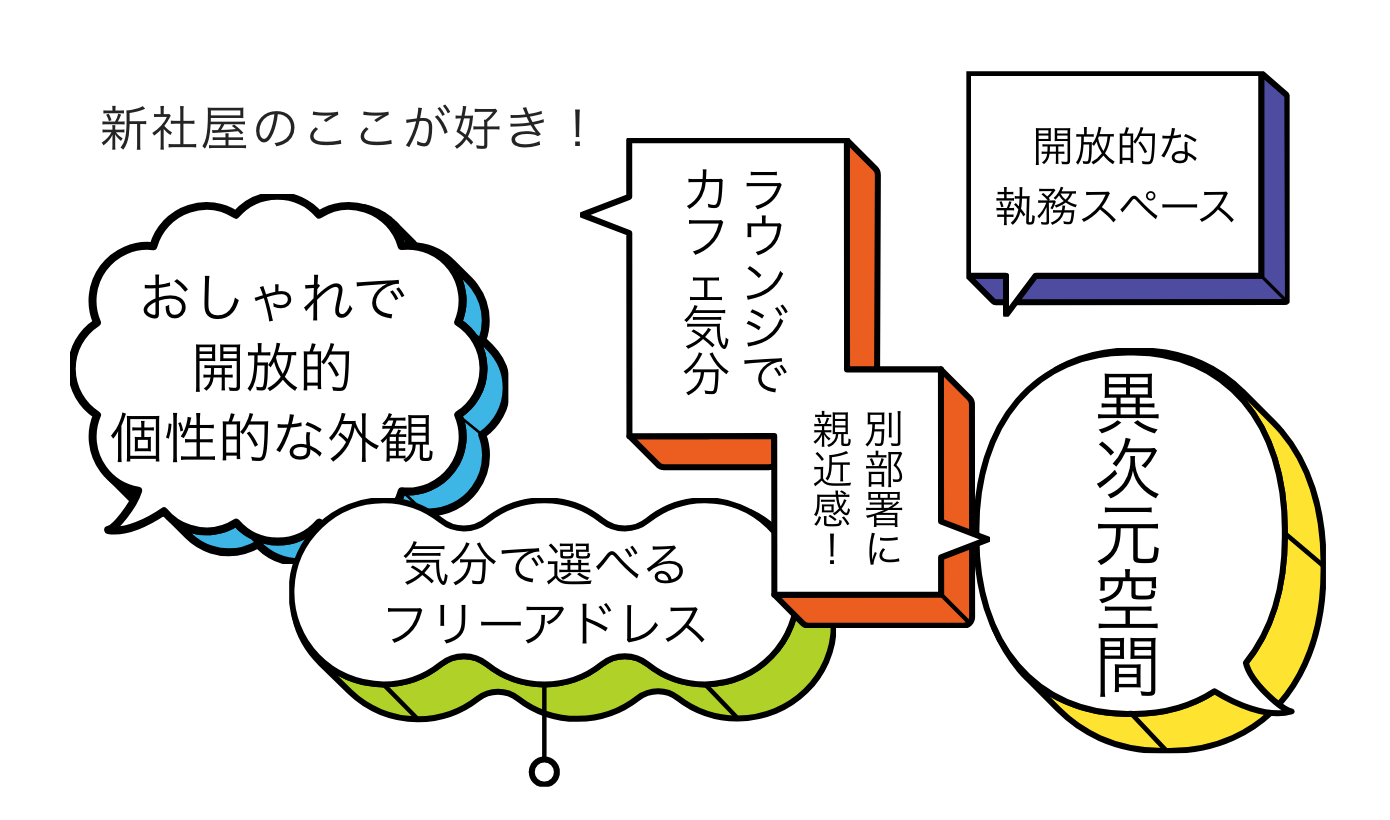 新社屋のここが好き！
おしゃれで
開放的
個性的な外観
ラウンジで
カフェ気分
開放的な
執務スペース
別部署に
親近感！
気分で選べる
フリーアドレス
異次元空間